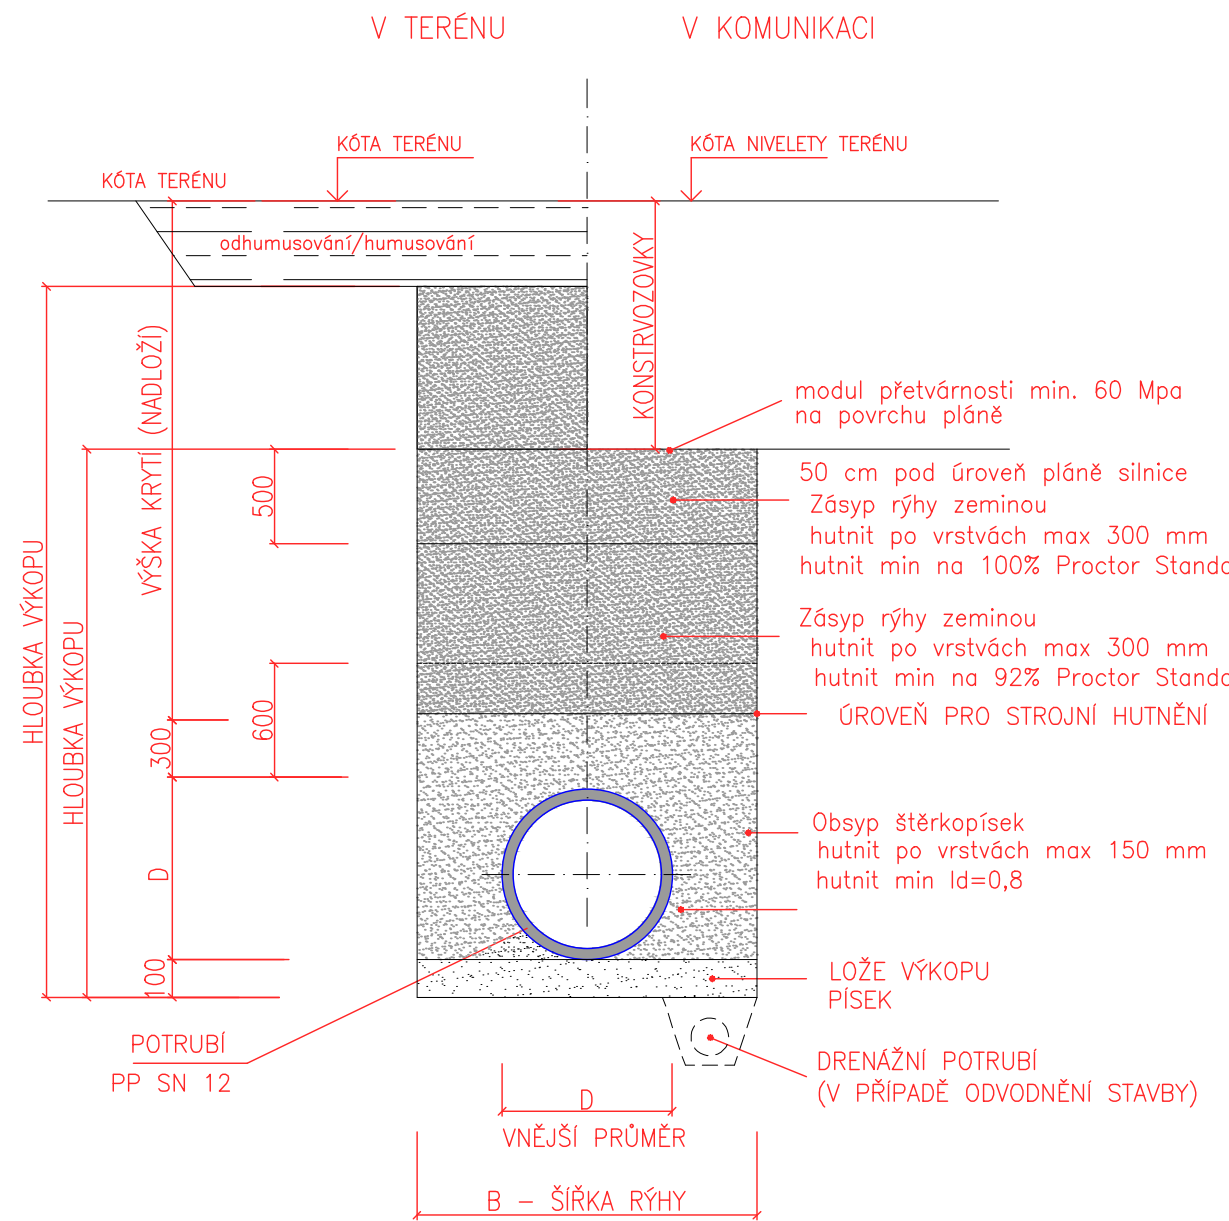 V TERÉNU
V KOMUNIKACI
KÓTA TERÉNU
KÓTA NIVELETY TERÉNU
KÓTA TERÉNU
odhumusování/humusování
KONSTRVOZOVKY
modul přetvárnosti min. 60 Mpa
na povrchu pláně
VÝŠKA KRYTÍ (NADLOŽÍ)
500
50 cm pod úroveň pláně silnice
Zásyp rýhy zeminou
hutnit po vrstvách max 300 mm
hutnit min na 100% Proctor Standa
HLOUBKA VÝKOPU
HLOUBKA VÝKOPU
Zásyp rýhy zeminou
hutnit po vrstvách max 300 mm
hutnit min na 92% Proctor Standa
600
300
ÚROVEŇ PRO STROJNÍ HUTNĚNÍ
D
Obsyp štěrkopísek
hutnit po vrstvách max 150 mm
hutnit min Id=0,8
100
LOŽE VÝKOPU
PÍSEK
POTRUBÍ
PP SN 12
DRENÁŽNÍ POTRUBÍ
(V PŘÍPADĚ ODVODNĚNÍ STAVBY)
D
VNĚJŠÍ PRŮMĚR
B – ŠÍŘKA RÝHY